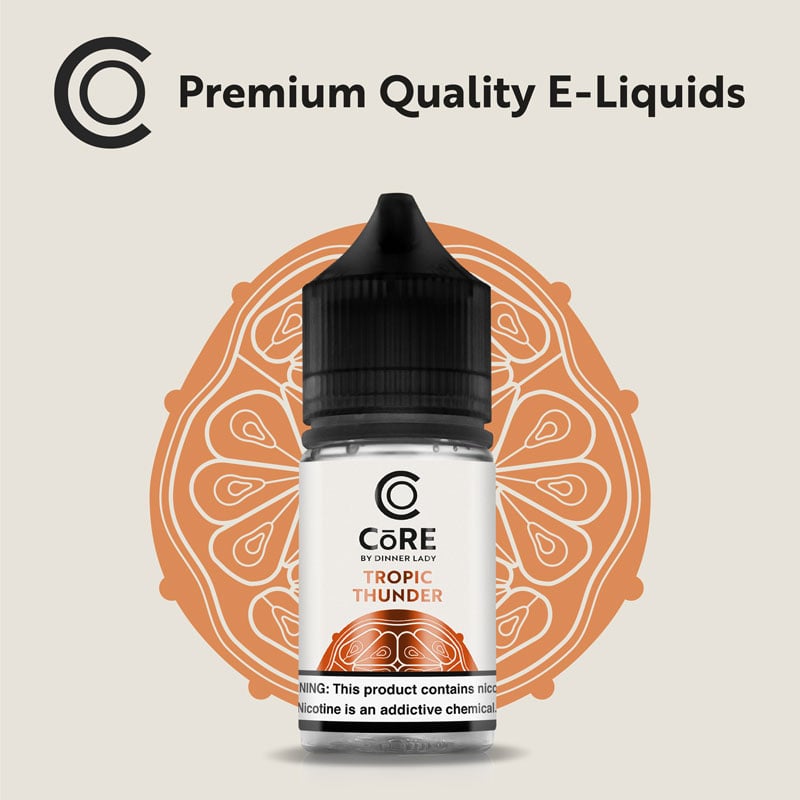 Premium Quality E-Liquids
CōRE
BY DINNER LADY
TROPIC
THUNDER
This product contains
Nicotine is an addictive chemical.